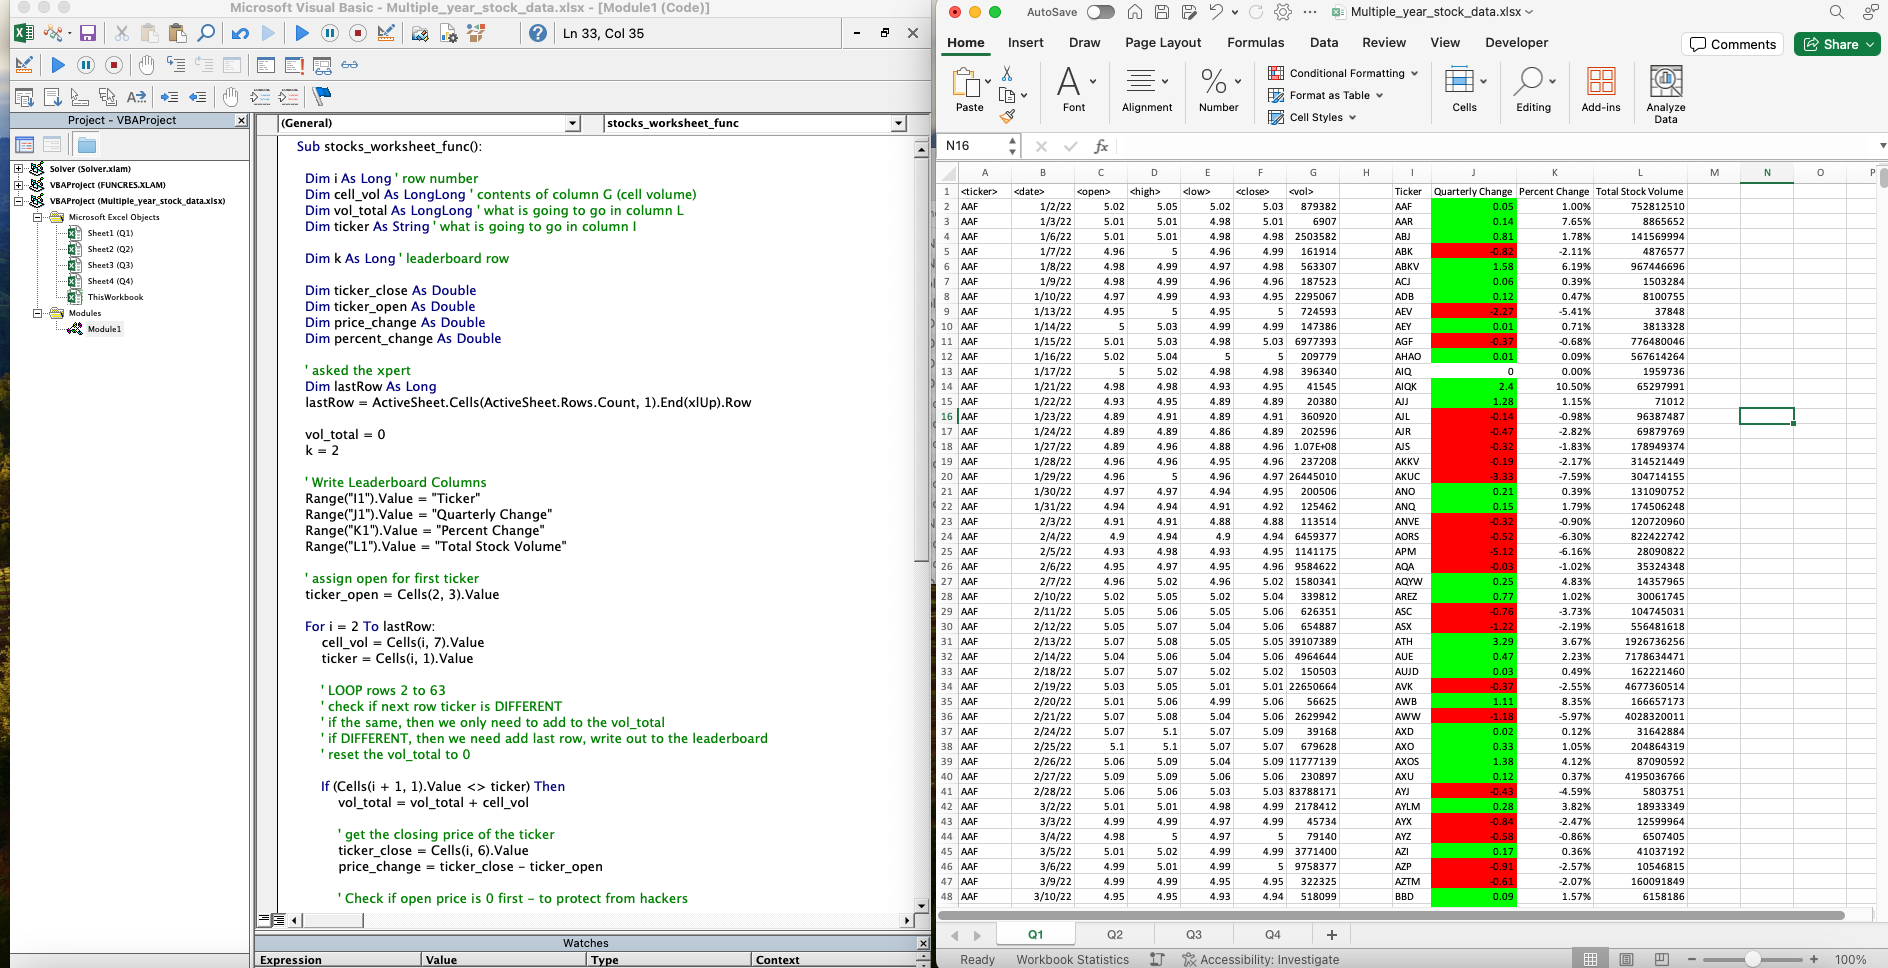 Microsoft Visual Basic - Multiple_year_stock_data.xlsx - [Module1 (Code)]
Ln 33, Col 35
Project - VBAProject
Solver (Solver.xlam)
VBAProject (FUNCRES.XLAM)
VBAProject (Multiple_year_stock_data.xlsx)
Microsoft Excel Objects
Sheet1 (Q1)
Sheet2 (Q2)
Sheet3 (Q3)
Sheet4 (Q4)
ThisWorkbook
Modules
Module1
(General)
stocks_worksheet_func
Sub stocks_worksheet_func():
Dim i As Long ' row number
Dim cell_vol As LongLong ' contents of column G (cell volume)
Dim vol_total As LongLong ' what is going to go in column L
Dim ticker As String ' what is going to go in column I
Dim k As Long ' leaderboard row
Dim ticker_close As Double
Dim ticker_open As Double
Dim price_change As Double
Dim percent_change As Double
' asked the xpert
Dim lastRow As Long
lastRow = ActiveSheet.Cells(ActiveSheet.Rows.Count, 1).End(xlUp).Row
vol_total = 0
k = 2
' Write Leaderboard Columns
Range("I1").Value = "Ticker"
Range("J1").Value = "Quarterly Change"
Range("K1").Value = "Percent Change"
Range("L1").Value = "Total Stock Volume"
' assign open for first ticker
ticker_open = Cells(2, 3).Value
For i = 2 To lastRow:
cell_vol = Cells(i, 7).Value
ticker = Cells(i, 1).Value
' LOOP rows 2 to 63
' check if next row ticker is DIFFERENT
' if the same, then we only need to add to the vol_total
' if DIFFERENT, then we need add last row, write out to the leaderboard
' reset the vol_total to 0
If (Cells(i + 1, 1).Value <> ticker) Then
vol_total = vol_total + cell_vol
' get the closing price of the ticker
ticker_close = Cells(i, 6).Value
price_change = ticker_close - ticker_open
' Check if open price is 0 first - to protect from hackers
Watches
Expression Value Type Context
AutoSave
Multiple_year_stock_data.xlsx
Home Insert Draw Page Layout Formulas Data Review View Developer
Comments
Share
Paste
Font
Alignment
Number
Conditional Formatting
Format as Table
Cell Styles
Cells
Editing
Add-ins
Analyze Data
N16
fx
A B C D E F G H I J K L M N O P
1 <ticker> <date> <open> <high> <low> <close> <vol> Ticker Quarterly Change Percent Change Total Stock Volume
2 AAF 1/2/22 5.02 5.05 5.02 5.03 879382 AAF 0.05 1.00% 752812510
3 AAF 1/3/22 5.01 5.01 4.98 5.01 6907 AAR 0.14 7.65% 8865652
4 AAF 1/6/22 5.01 5.01 4.98 4.98 2503582 ABJ 0.81 1.78% 141569994
5 AAF 1/7/22 4.96 5 4.96 4.99 161914 ABK -0.82 -2.11% 4876577
6 AAF 1/8/22 4.98 4.99 4.97 4.98 563307 ABKV 1.58 6.19% 967446696
7 AAF 1/9/22 4.98 4.99 4.96 4.96 187523 ACJ 0.06 0.39% 1503284
8 AAF 1/10/22 4.97 4.99 4.93 4.95 2295067 ADB 0.12 0.47% 8100755
9 AAF 1/13/22 4.95 5 4.95 5 724593 AEV -2.27 -5.41% 37848
10 AAF 1/14/22 5 5.03 4.99 4.99 147386 AEY 0.01 0.71% 3813328
11 AAF 1/15/22 5.01 5.03 4.98 5.03 6977393 AGF -0.37 -0.68% 776480046
12 AAF 1/16/22 5.02 5.04 5 5 209779 AHAO 0.01 0.09% 567614264
13 AAF 1/17/22 5 5.02 4.98 4.98 396340 AIQ 0 0.00% 1959736
14 AAF 1/21/22 4.98 4.98 4.93 4.95 41545 AIQK 2.4 10.50% 65297991
15 AAF 1/22/22 4.93 4.95 4.89 4.89 20380 AJJ 1.28 1.15% 71012
16 AAF 1/23/22 4.89 4.91 4.89 4.91 360920 AJL -0.14 -0.98% 96387487
17 AAF 1/24/22 4.89 4.89 4.86 4.89 202596 AJR -0.47 -2.82% 69879769
18 AAF 1/27/22 4.89 4.96 4.88 4.96 1.07E+08 AJS -0.32 -1.83% 178949374
19 AAF 1/28/22 4.96 4.96 4.95 4.96 237208 AKKV -0.19 -2.17% 314521449
20 AAF 1/29/22 4.96 5 4.96 4.97 26445010 AKUC -3.33 -7.59% 304714155
21 AAF 1/30/22 4.97 4.97 4.94 4.95 200506 ANO 0.21 0.39% 131090752
22 AAF 1/31/22 4.94 4.94 4.91 4.92 125462 ANQ 0.15 1.79% 174506248
23 AAF 2/3/22 4.91 4.91 4.88 4.88 113514 ANVE -0.32 -0.90% 120720960
24 AAF 2/4/22 4.9 4.94 4.9 4.94 6459377 AORS -0.52 -6.30% 822422742
25 AAF 2/5/22 4.93 4.98 4.93 4.95 1141175 APM -5.12 -6.16% 28090822
26 AAF 2/6/22 4.95 4.97 4.95 4.96 9584622 AQA -0.03 -1.02% 35324348
27 AAF 2/7/22 4.96 5.02 4.96 5.02 1580341 AQYW 0.25 4.83% 14357965
28 AAF 2/10/22 5.02 5.05 5.02 5.04 339812 AREZ 0.77 1.02% 30061745
29 AAF 2/11/22 5.05 5.06 5.05 5.06 626351 ASC -0.76 -3.73% 104745031
30 AAF 2/12/22 5.05 5.07 5.04 5.06 654887 ASX -1.22 -2.19% 556481618
31 AAF 2/13/22 5.07 5.08 5.05 5.05 39107389 ATH 3.29 3.67% 1926736256
32 AAF 2/14/22 5.04 5.06 5.04 5.06 4964644 AUE 0.47 2.23% 7178634471
33 AAF 2/18/22 5.07 5.07 5.02 5.02 150503 AUJD 0.03 0.49% 162221460
34 AAF 2/19/22 5.03 5.05 5.01 5.01 22650664 AVK -0.37 -2.55% 4677360514
35 AAF 2/20/22 5.01 5.06 4.99 5.06 56625 AWB 1.11 8.35% 166657173
36 AAF 2/21/22 5.07 5.08 5.04 5.06 2629942 AWW -1.18 -5.97% 4028320011
37 AAF 2/24/22 5.07 5.1 5.07 5.09 39168 AXD 0.02 0.12% 31642884
38 AAF 2/25/22 5.1 5.1 5.07 5.07 679628 AXO 0.33 1.05% 204864319
39 AAF 2/26/22 5.06 5.09 5.04 5.09 11777139 AXOS 1.38 4.12% 87090592
40 AAF 2/27/22 5.09 5.09 5.06 5.06 230897 AXU 0.12 0.37% 4195036766
41 AAF 2/28/22 5.06 5.06 5.03 5.03 83788171 AYJ -0.43 -4.59% 5803751
42 AAF 3/2/22 5.01 5.01 4.98 4.99 2178412 AYLM 0.28 3.82% 18933349
43 AAF 3/3/22 4.99 4.99 4.97 4.99 45734 AYX -0.84 -2.47% 12599964
44 AAF 3/4/22 4.98 5 4.97 5 79140 AYZ -0.58 -0.86% 6507405
45 AAF 3/5/22 5.01 5.02 4.99 4.99 3771400 AZI 0.17 0.36% 41037192
46 AAF 3/6/22 4.99 5.01 4.99 5 9758377 AZP -0.91 -2.57% 10546815
47 AAF 3/9/22 4.99 4.99 4.95 4.95 322325 AZTM -0.61 -2.07% 160091849
48 AAF 3/10/22 4.95 4.95 4.93 4.94 518099 BBD 0.09 1.57% 6158186
Q1 Q2 Q3 Q4 +
Ready Workbook Statistics Accessibility: Investigate
100%